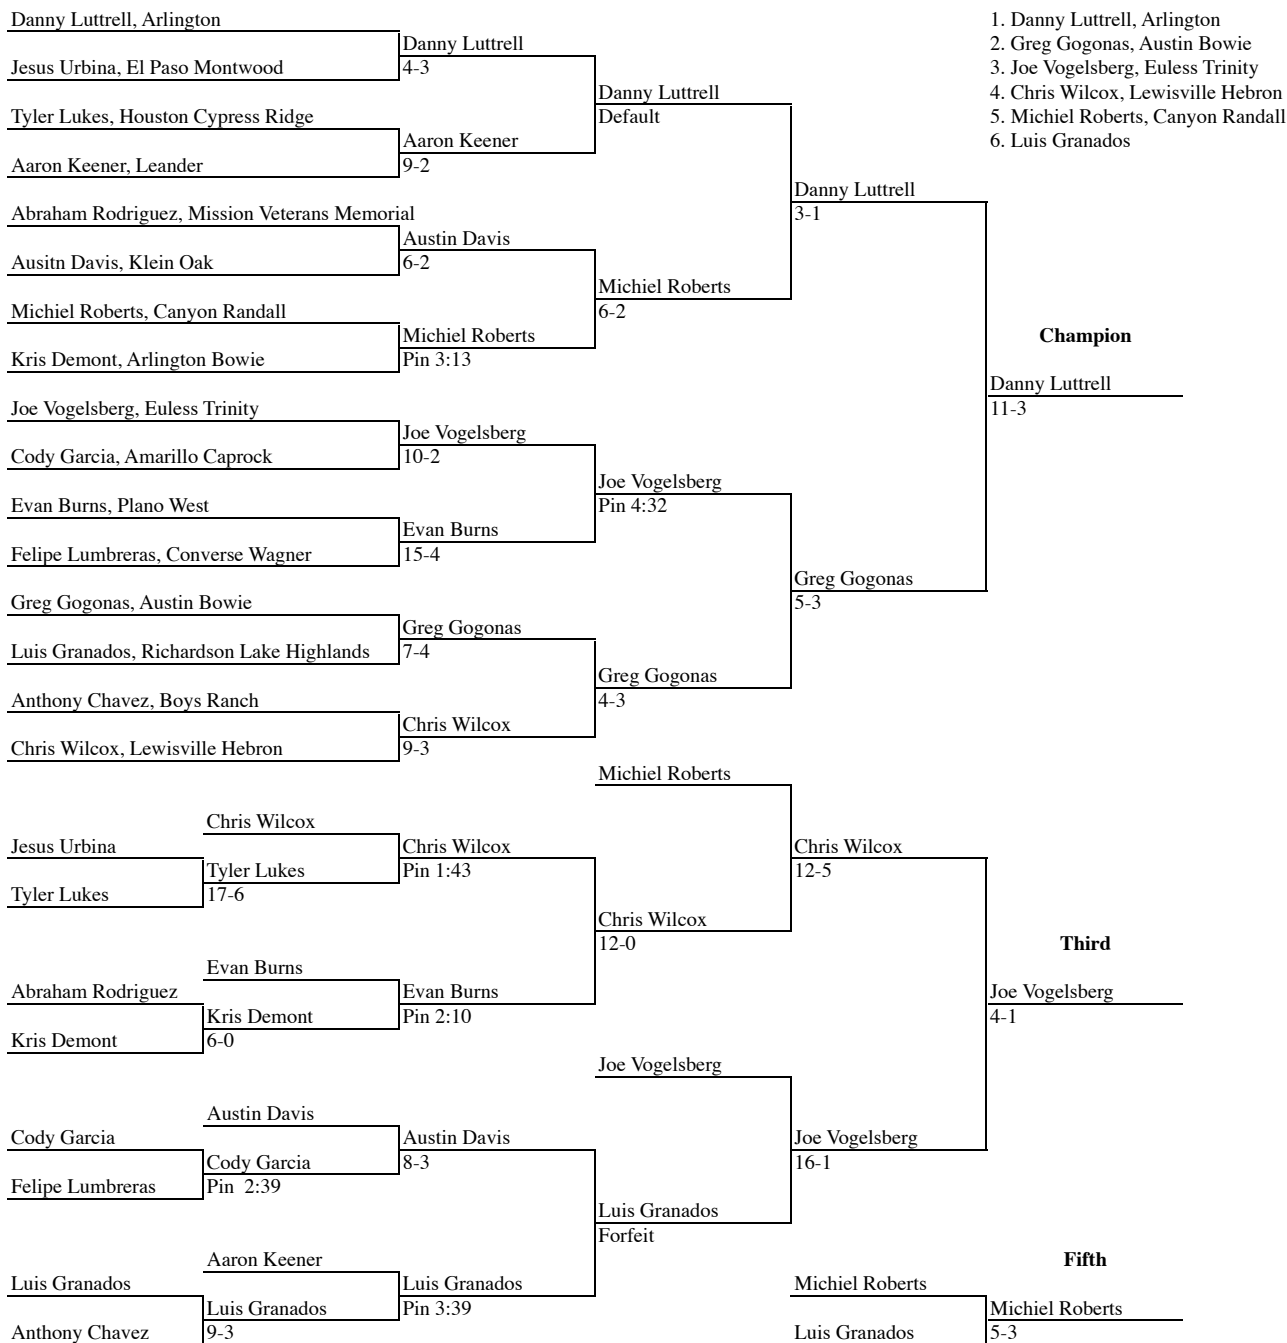 Danny Luttrell, Arlington
Jesus Urbina, El Paso Montwood
Tyler Lukes, Houston Cypress Ridge
Aaron Keener, Leander
Abraham Rodriguez, Mission Veterans Memorial
Ausitn Davis, Klein Oak
Michiel Roberts, Canyon Randall
Kris Demont, Arlington Bowie
Joe Vogelsberg, Euless Trinity
Cody Garcia, Amarillo Caprock
Evan Burns, Plano West
Felipe Lumbreras, Converse Wagner
Greg Gogonas, Austin Bowie
Luis Granados, Richardson Lake Highlands
Anthony Chavez, Boys Ranch
Chris Wilcox, Lewisville Hebron
Danny Luttrell
4-3
Aaron Keener
9-2
Austin Davis
6-2
Michiel Roberts
Pin 3:13
Joe Vogelsberg
10-2
Evan Burns
15-4
Greg Gogonas
7-4
Chris Wilcox
9-3
Danny Luttrell
Default
Michiel Roberts
6-2
Joe Vogelsberg
Pin 4:32
Greg Gogonas
4-3
Danny Luttrell
3-1
Greg Gogonas
5-3
Champion
Danny Luttrell
11-3
1. Danny Luttrell, Arlington
2. Greg Gogonas, Austin Bowie
3. Joe Vogelsberg, Euless Trinity
4. Chris Wilcox, Lewisville Hebron
5. Michiel Roberts, Canyon Randall
6. Luis Granados
Jesus Urbina
Tyler Lukes
Abraham Rodriguez
Kris Demont
Cody Garcia
Felipe Lumbreras
Luis Granados
Anthony Chavez
Chris Wilcox
Tyler Lukes
17-6
Evan Burns
Kris Demont
6-0
Austin Davis
Cody Garcia
Pin 2:39
Aaron Keener
Luis Granados
9-3
Chris Wilcox
Pin 1:43
Evan Burns
Pin 2:10
Austin Davis
8-3
Luis Granados
Pin 3:39
Michiel Roberts
Chris Wilcox
12-0
Joe Vogelsberg
Luis Granados
Forfeit
Chris Wilcox
12-5
Joe Vogelsberg
16-1
Third
Joe Vogelsberg
4-1
Fifth
Michiel Roberts
Luis Granados
Michiel Roberts
5-3